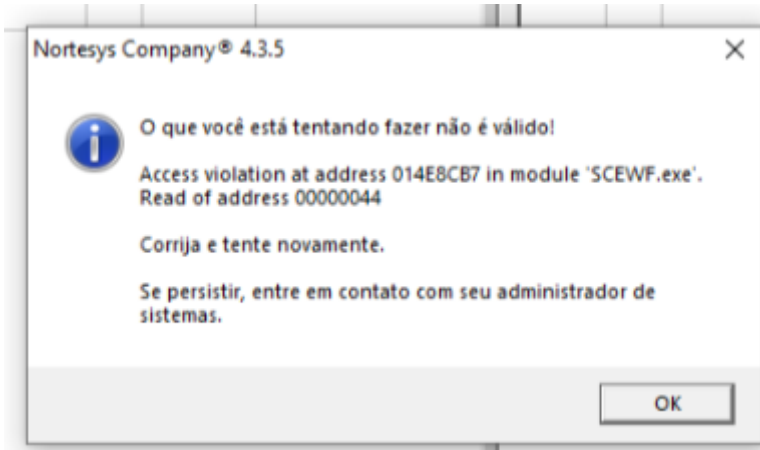 Nortesys Company® 4.3.5
O que você está tentando fazer não é válido!
Access violation at address 014E8CB7 in module 'SCEWF.exe'.
Read of address 00000044
Corrija e tente novamente.
Se persistir, entre em contato com seu administrador de
sistemas.
OK